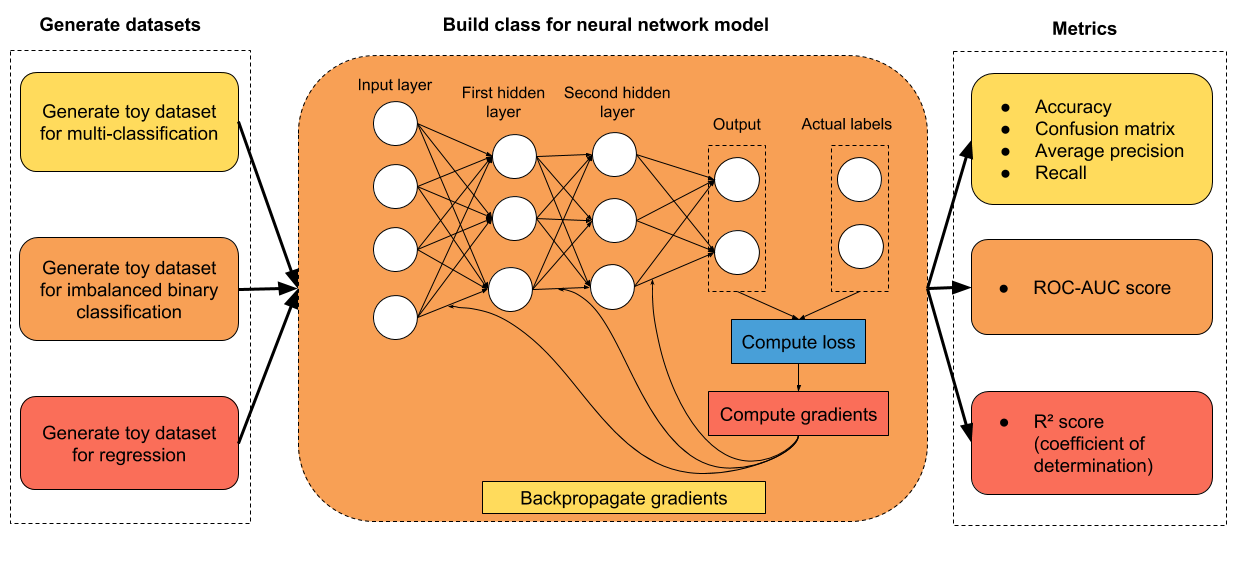 Generate datasets
Generate toy dataset
for multi-classification
Generate toy dataset
for imbalanced binary
classification
Generate toy dataset
for regression
Build class for neural network model
Input layer
First hidden
layer
Second hidden
layer
Output
Actual labels
Compute loss
Compute gradients
Backpropagate gradients
Metrics
● Accuracy
● Confusion matrix
● Average precision
● Recall
● ROC-AUC score
● R² score
(coefficient of
determination)